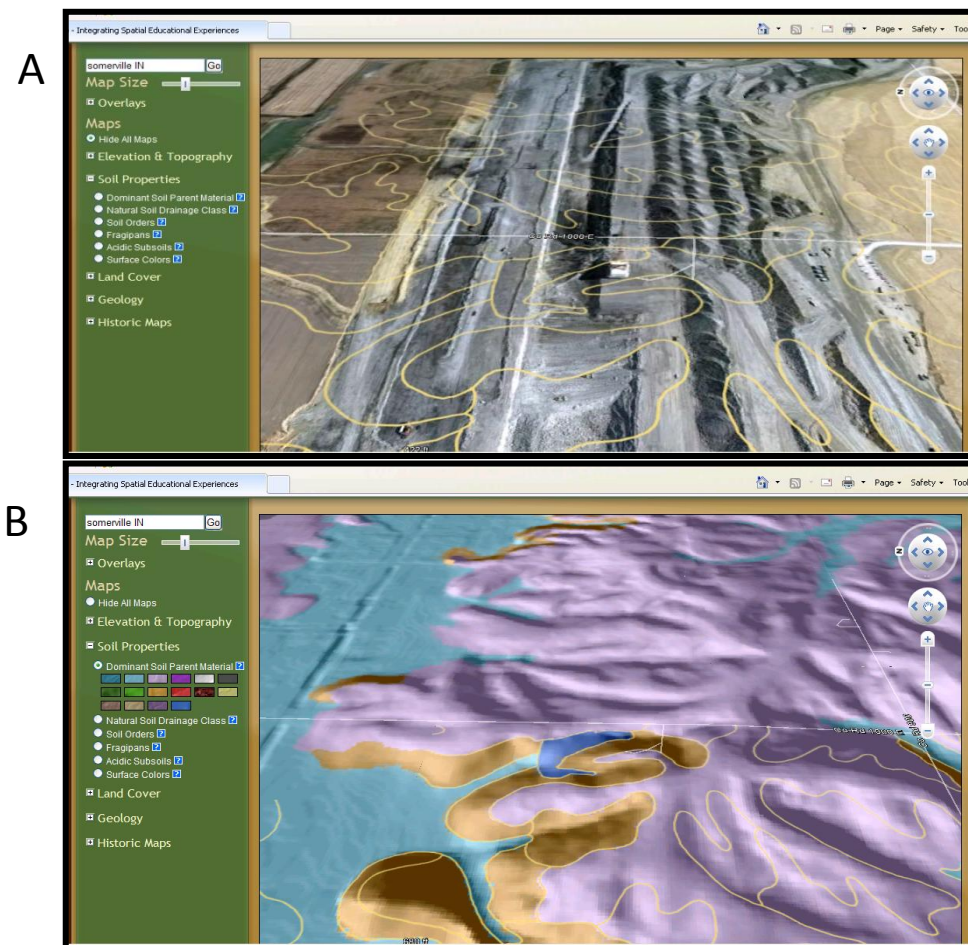 A
- Integrating Spatial Educational Experiences
Page Safety Tool
somerville IN Go
Map Size
Overlays
Maps
Hide All Maps
Elevation & Topography
Soil Properties
Dominant Soil Parent Material ?
Natural Soil Drainage Class ?
Soil Orders ?
Fragipans ?
Acidic Subsoils ?
Surface Colors ?
Land Cover
Geology
Historic Maps
N
B
- Integrating Spatial Educational Experiences
Page Safety Tool
somerville IN Go
Map Size
Overlays
Maps
Hide All Maps
Elevation & Topography
Soil Properties
Dominant Soil Parent Material ?
Natural Soil Drainage Class ?
Soil Orders ?
Fragipans ?
Acidic Subsoils ?
Surface Colors ?
Land Cover
Geology
Historic Maps
N